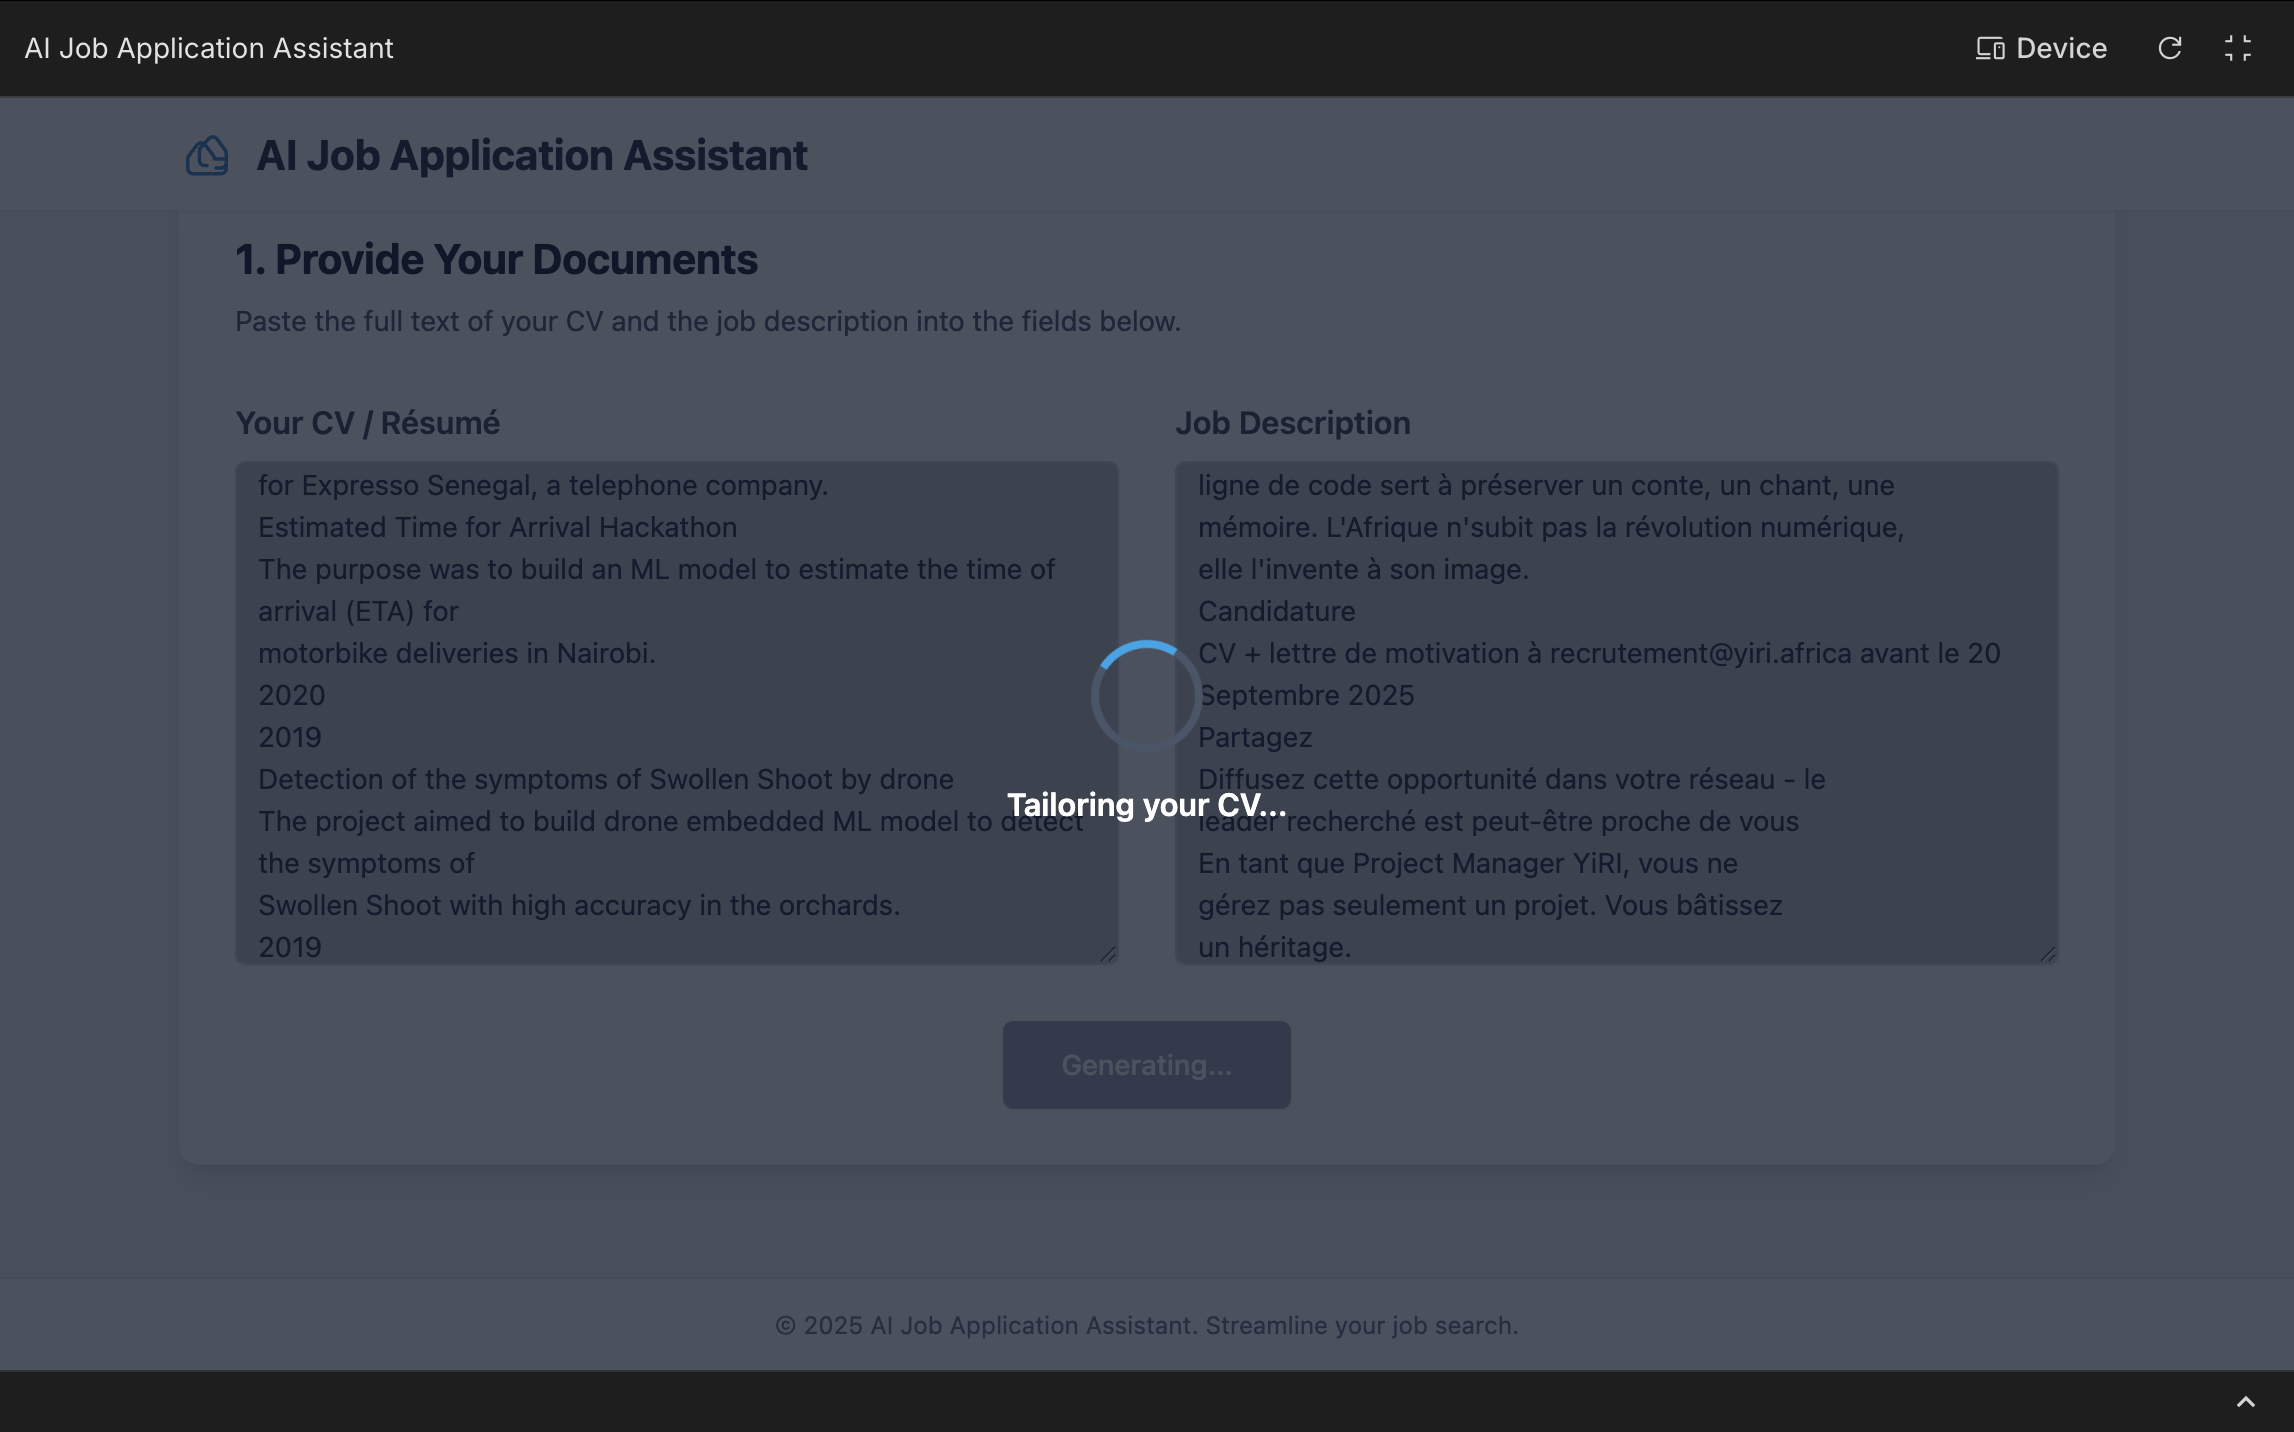 AI Job Application Assistant
Device
AI Job Application Assistant
1. Provide Your Documents
Paste the full text of your CV and the job description into the fields below.
Your CV / Résumé
for Expresso Senegal, a telephone company.
Estimated Time for Arrival Hackathon
The purpose was to build an ML model to estimate the time of
arrival (ETA) for
motorbike deliveries in Nairobi.
2020
2019
Detection of the symptoms of Swollen Shoot by drone
The project aimed to build drone embedded ML model to detect
the symptoms of
Swollen Shoot with high accuracy in the orchards.
2019
Job Description
ligne de code sert à préserver un conte, un chant, une
mémoire. L'Afrique n'subit pas la révolution numérique,
elle l'invente à son image.
Candidature
CV + lettre de motivation à recrutement@yiri.africa avant le 20
Septembre 2025
Partagez
Diffusez cette opportunité dans votre réseau - le
leader recherché est peut-être proche de vous
En tant que Project Manager YiRI, vous ne
gérez pas seulement un projet. Vous bâtissez
un héritage.
Tailoring your CV...
Generating...
© 2025 AI Job Application Assistant. Streamline your job search.